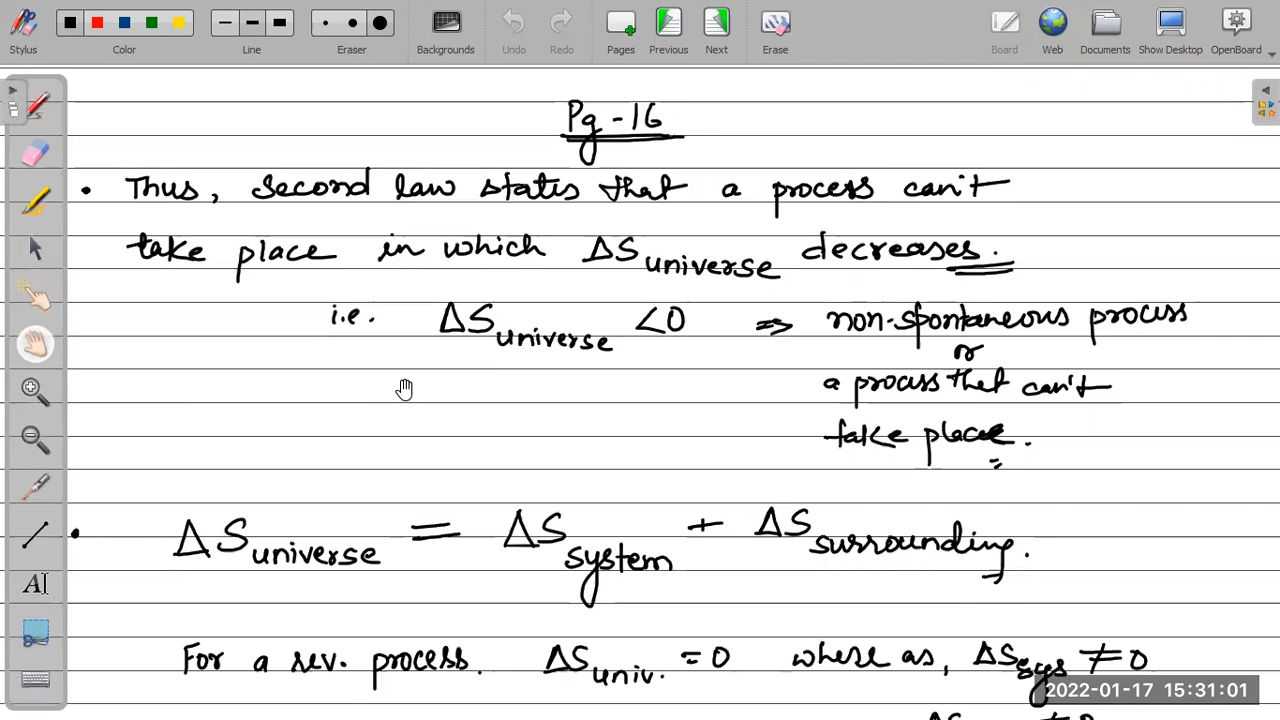 Stylus
Color
Line
Eraser
Backgrounds
Undo
Redo
Pages
Previous
Next
Erase
Board
Web
Documents
Show Desktop
OpenBoard
Pg - 16
• Thus, second law states that a process can't
take place in which ΔS universe decreases.
i.e. ΔS universe <0 ⇒ non-spontaneous process
or
a process that can't
take place.
• ΔS universe = ΔS system + ΔS surrounding.
For a rev. process. ΔS univ. = 0 where as, ΔS sys ≠ 0
2022-01-17 15:31:01